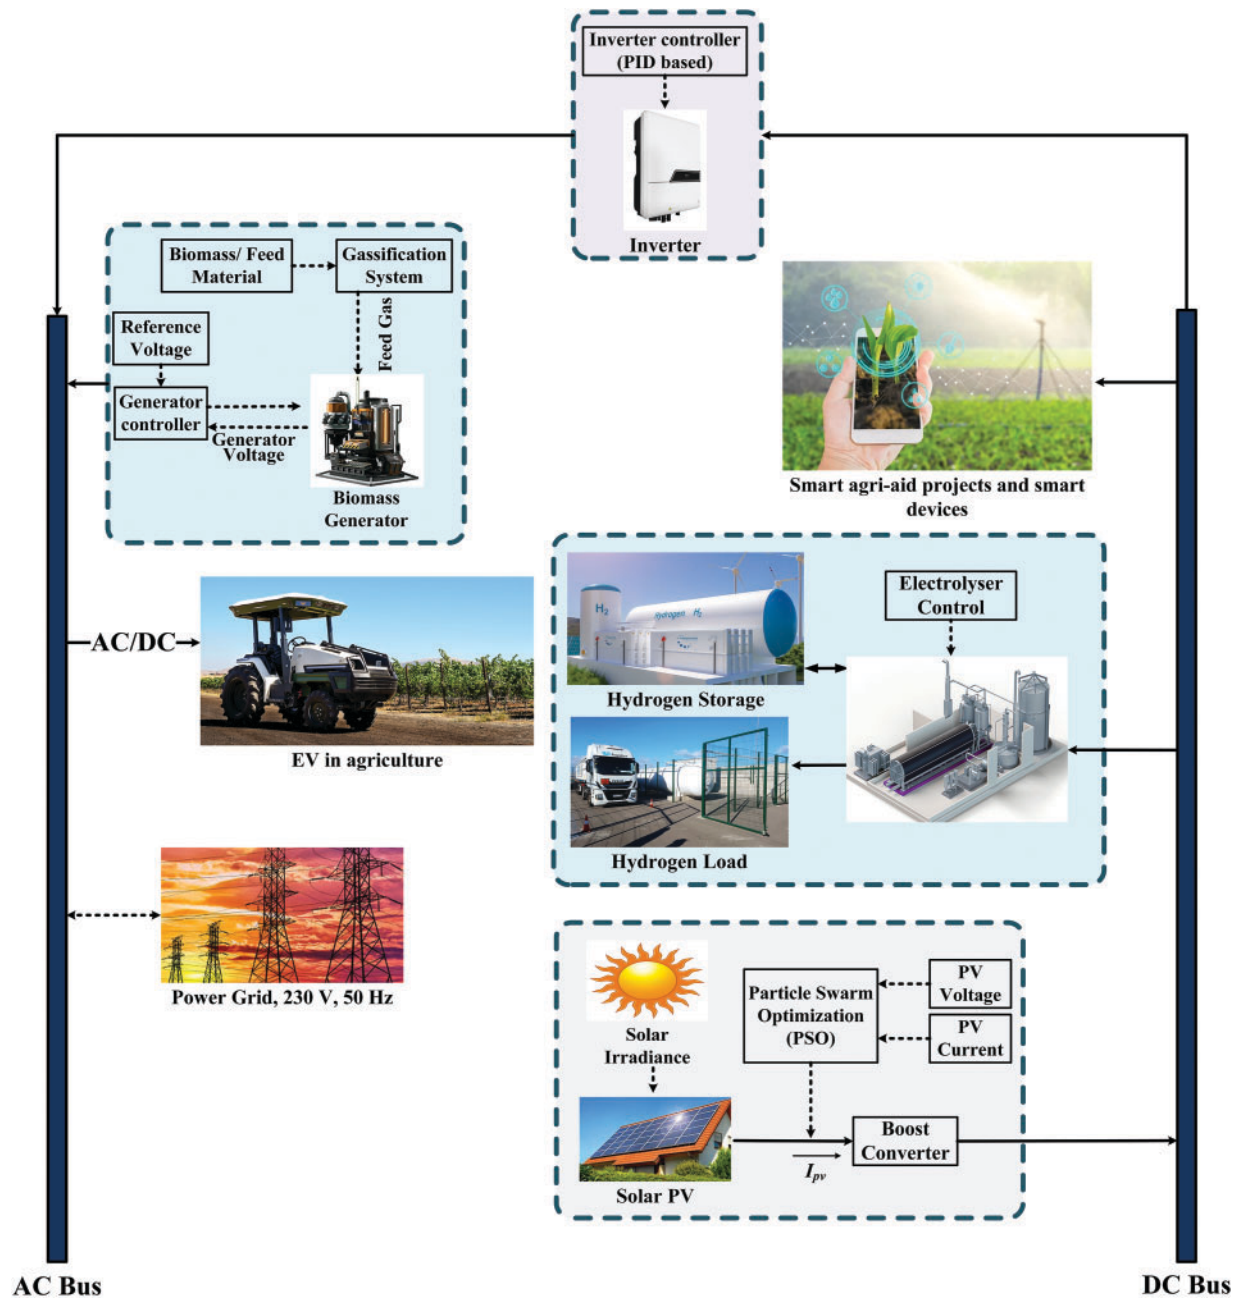 Inverter controller
(PID based)
Inverter
Biomass/ Feed
Material
Gassification
System
Feed Gas
Reference
Voltage
Generator
controller
Generator
Voltage
Biomass
Generator
Smart agri-aid projects and smart
devices
AC/DC
EV in agriculture
H2
Hydrogen H2
Hydrogen Storage
Electrolyser
Control
Hydrogen Load
Power Grid, 230 V, 50 Hz
Solar
Irradiance
Particle Swarm
Optimization
(PSO)
PV
Voltage
PV
Current
Solar PV
Ipv
Boost
Converter
AC Bus
DC Bus